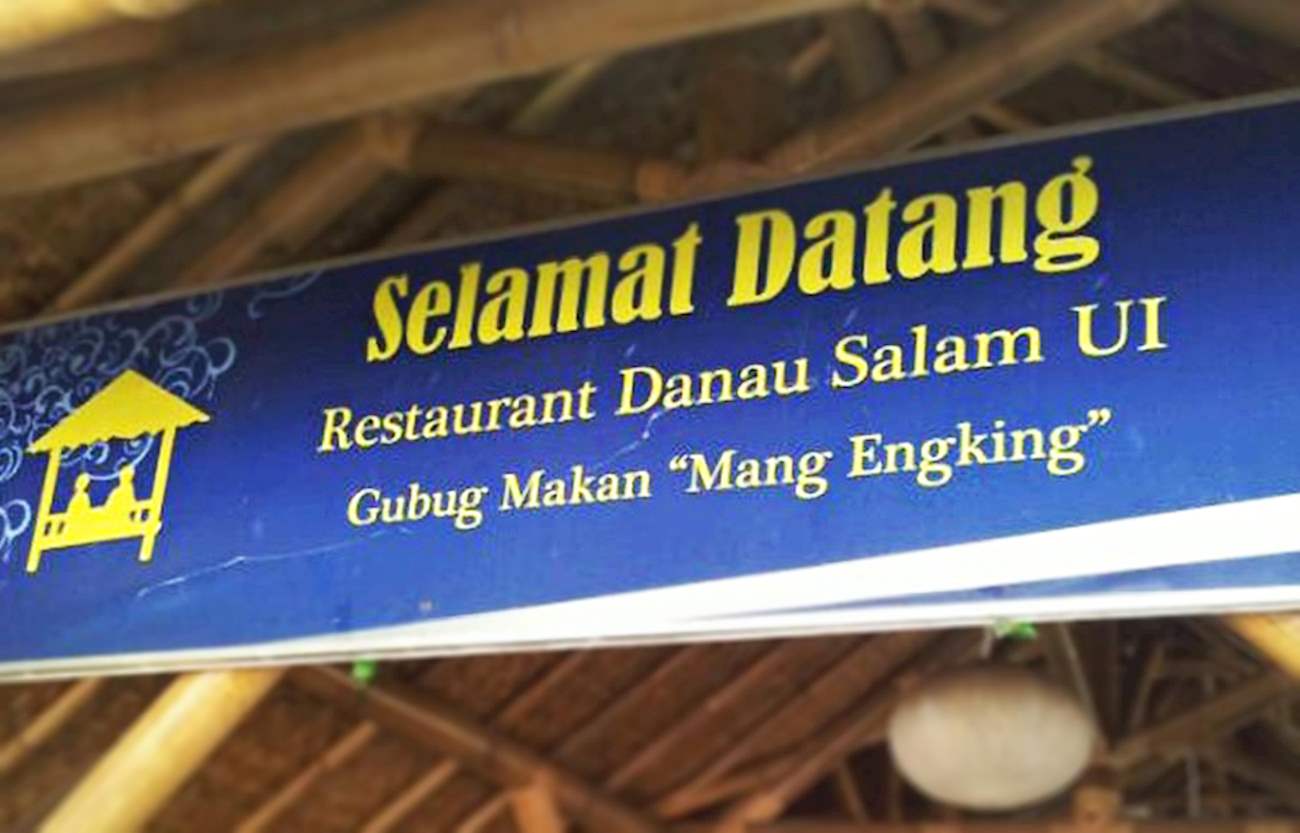 Selamat Datang
Restaurant Danau Salam UI
Gubug Makan “Mang Engking”